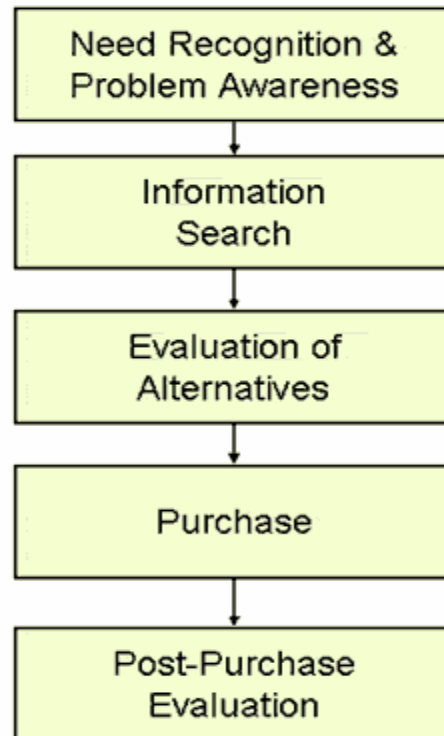 Need Recognition &
Problem Awareness
Information
Search
Evaluation of
Alternatives
Purchase
Post-Purchase
Evaluation